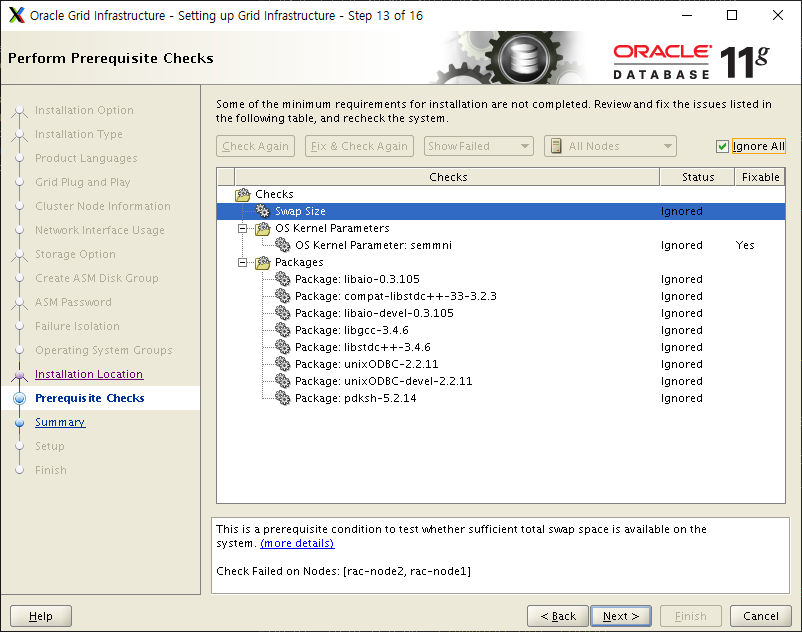 Oracle Grid Infrastructure - Setting up Grid Infrastructure - Step 13 of 16
Perform Prerequisite Checks
ORACLE
DATABASE
11g
Installation Option
Installation Type
Product Languages
Grid Plug and Play
Cluster Node Information
Network Interface Usage
Storage Option
Create ASM Disk Group
ASM Password
Failure Isolation
Operating System Groups
Installation Location
Prerequisite Checks
Summary
Setup
Finish
Some of the minimum requirements for installation are not completed. Review and fix the issues listed in
the following table, and recheck the system.
Check Again Fix & Check Again Show Failed All Nodes Ignore All
Checks Status Fixable
Checks
Swap Size Ignored
OS Kernel Parameters
OS Kernel Parameter: semmni Ignored Yes
Packages
Package: libaio-0.3.105 Ignored
Package: compat-libstdc++-33-3.2.3 Ignored
Package: libaio-devel-0.3.105 Ignored
Package: libgcc-3.4.6 Ignored
Package: libstdc++-3.4.6 Ignored
Package: unixODBC-2.2.11 Ignored
Package: unixODBC-devel-2.2.11 Ignored
Package: pdksh-5.2.14 Ignored
This is a prerequisite condition to test whether sufficient total swap space is available on the
system. (more details)
Check Failed on Nodes: [rac-node2, rac-node1]
Help < Back Next > Finish Cancel